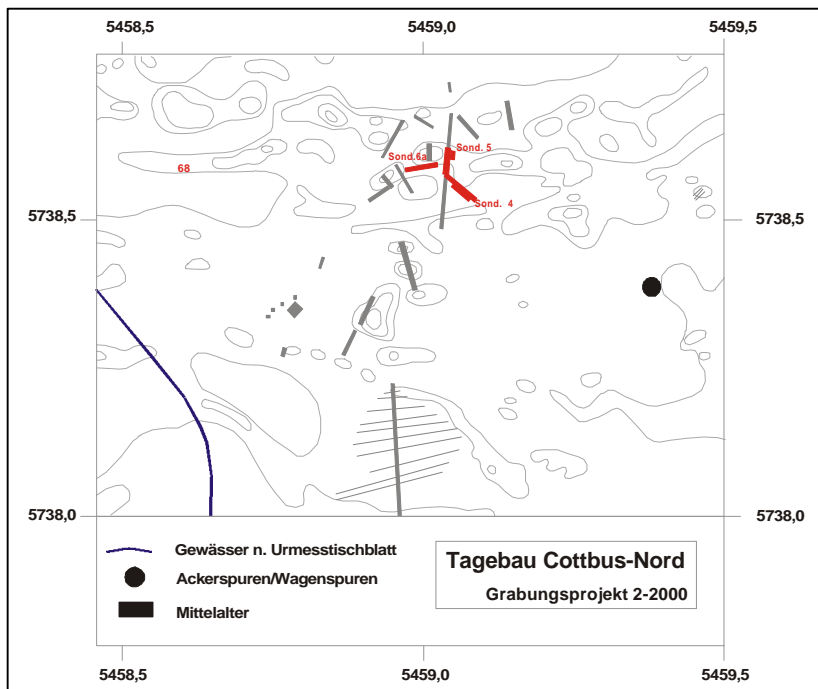 5458,5 5459,0 5459,5
Sond. 5
Sond.6a
68
Sond. 4
5738,5 5738,5
5738,0 5738,0
Gewässer n. Urmesstischblatt
Ackerspuren/Wagenspuren
Mittelalter
Tagebau Cottbus-Nord
Grabungsprojekt 2-2000
5458,5 5459,0 5459,5